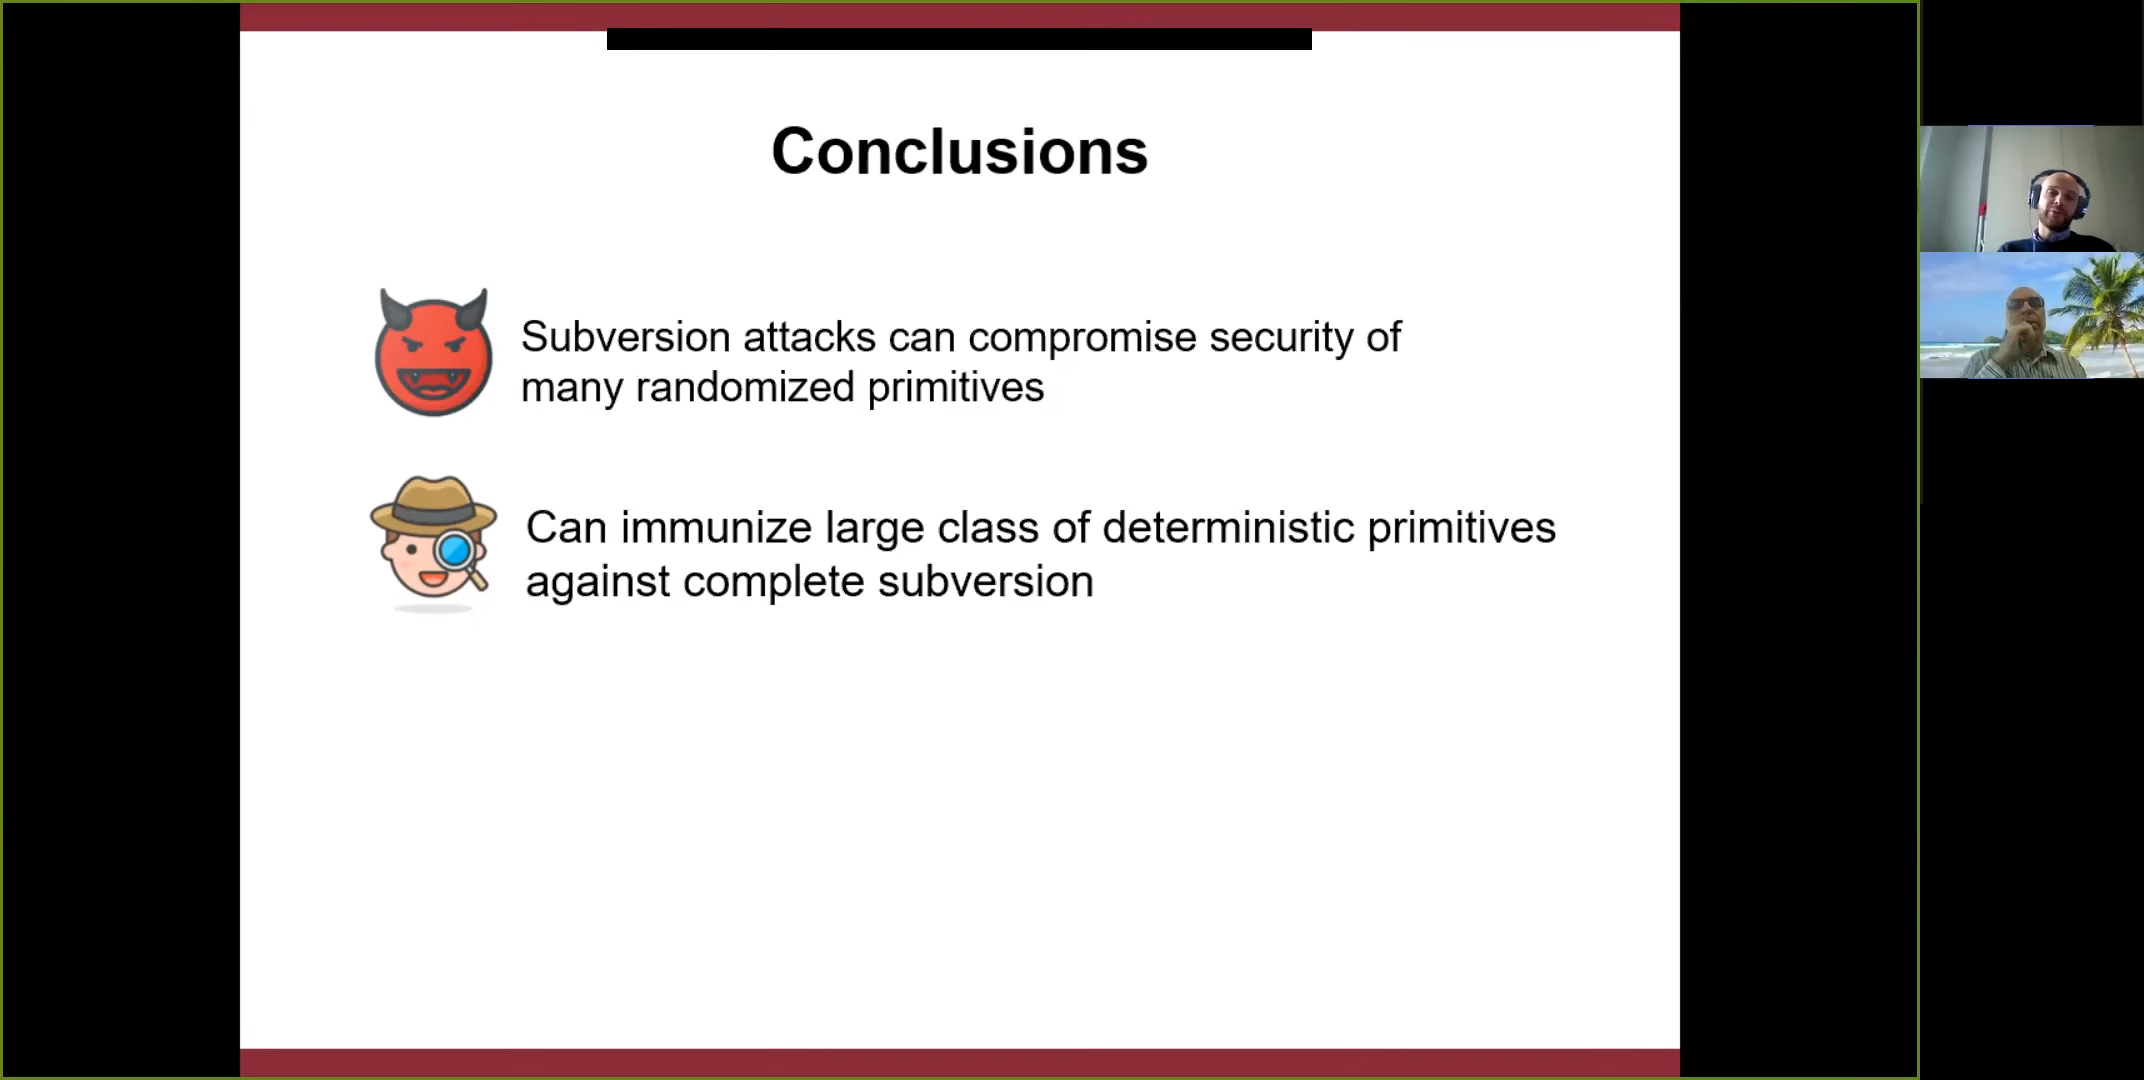 Conclusions
Subversion attacks can compromise security of
many randomized primitives
Can immunize large class of deterministic primitives
against complete subversion